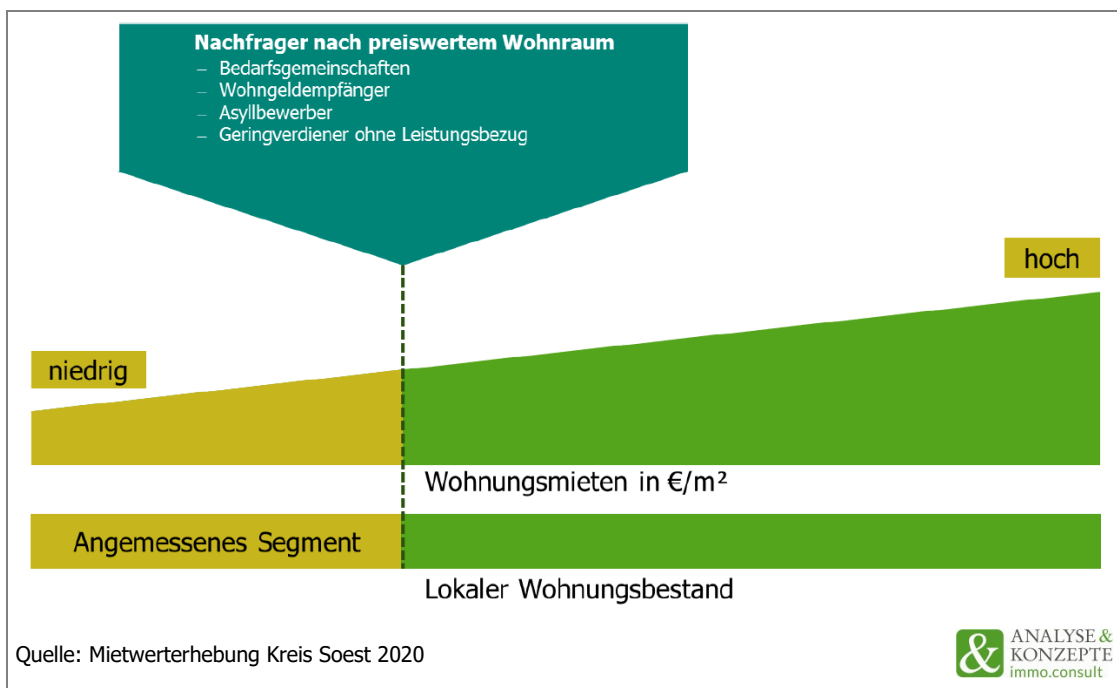 Nachfrager nach preiswertem Wohnraum
– Bedarfsgemeinschaften
– Wohngeldempfänger
– Asyllbewerber
– Geringverdiener ohne Leistungsbezug
hoch
niedrig
Wohnungsmieten in €/m²
Angemessenes Segment
Lokaler Wohnungsbestand
Quelle: Mietwerterhebung Kreis Soest 2020
& ANALYSE &
KONZEPTE
immo.consult